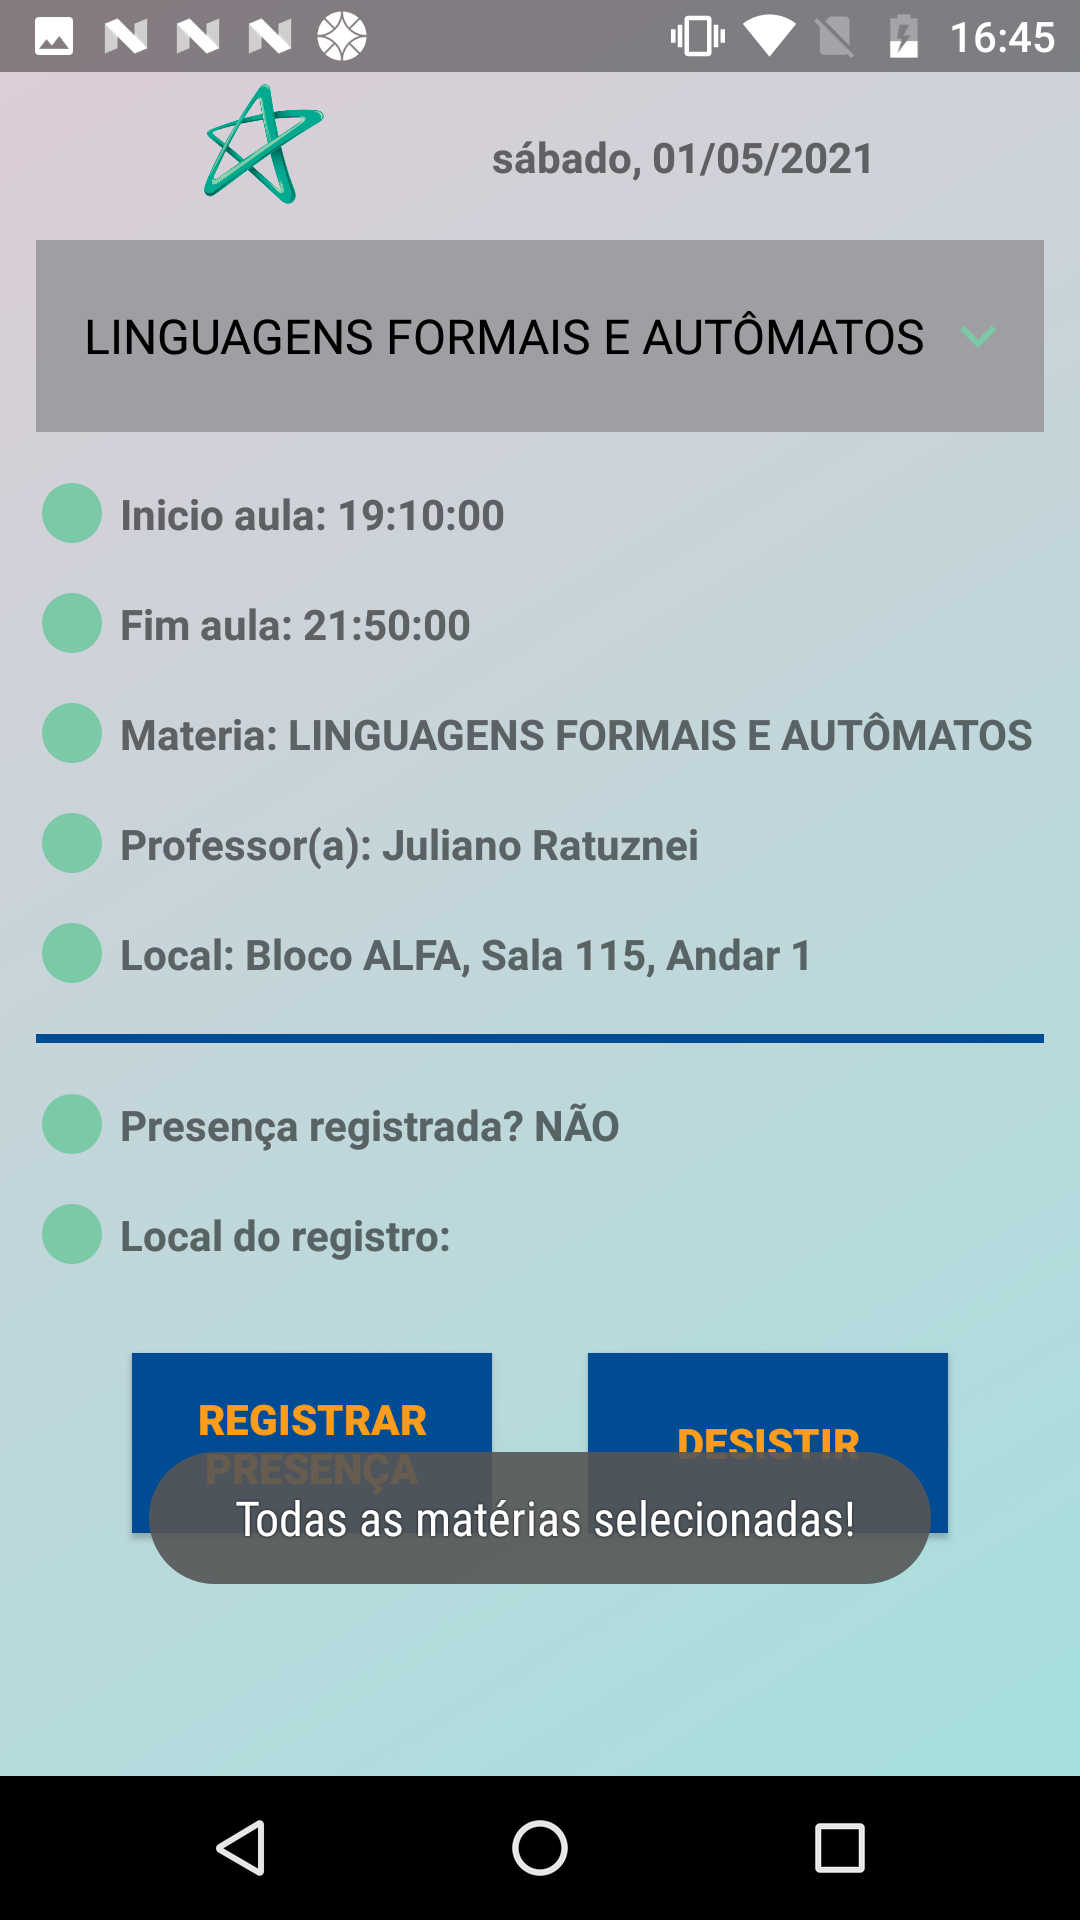 16:45
sábado, 01/05/2021
LINGUAGENS FORMAIS E AUTÔMATOS
Inicio aula: 19:10:00
Fim aula: 21:50:00
Materia: LINGUAGENS FORMAIS E AUTÔMATOS
Professor(a): Juliano Ratuznei
Local: Bloco ALFA, Sala 115, Andar 1
Presença registrada? NÃO
Local do registro:
REGISTRAR
PRESENÇA
DESISTIR
Todas as matérias selecionadas!